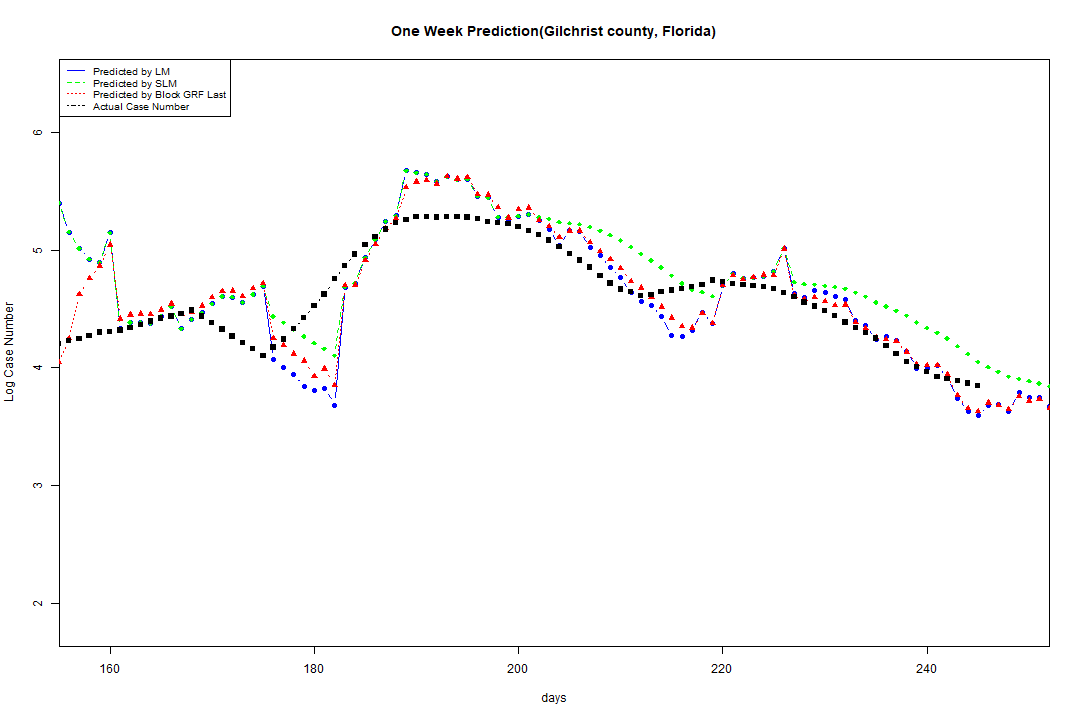 One Week Prediction(Gilchrist county, Florida)
Predicted by LM
Predicted by SLM
Predicted by Block GRF Last
Actual Case Number
6
5
4
3
2
Log Case Number
160 180 200 220 240
days